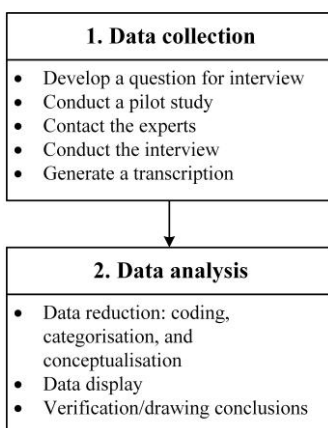 1. Data collection
• Develop a question for interview
• Conduct a pilot study
• Contact the experts
• Conduct the interview
• Generate a transcription
2. Data analysis
• Data reduction: coding,
categorisation, and
conceptualisation
• Data display
• Verification/drawing conclusions